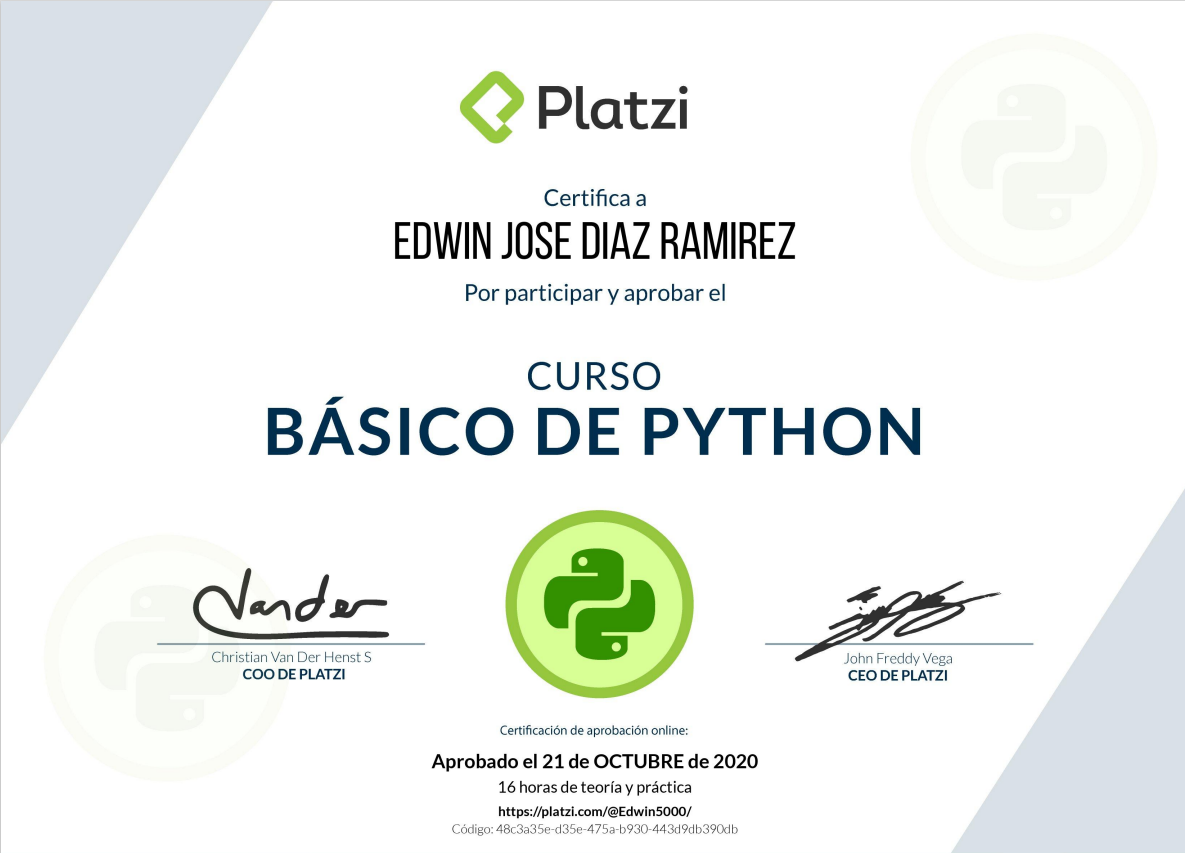 Platzi
Certifica a
EDWIN JOSE DIAZ RAMIREZ
Por participar y aprobar el
CURSO
BÁSICO DE PYTHON
Vander
Christian Van Der Henst S
COO DE PLATZI
John Freddy Vega
CEO DE PLATZI
Certificación de aprobación online:
Aprobado el 21 de OCTUBRE de 2020
16 horas de teoría y práctica
https://platzi.com/@Edwin5000/
Código: 48c3a35e-d35e-475a-b930-443d9db390db